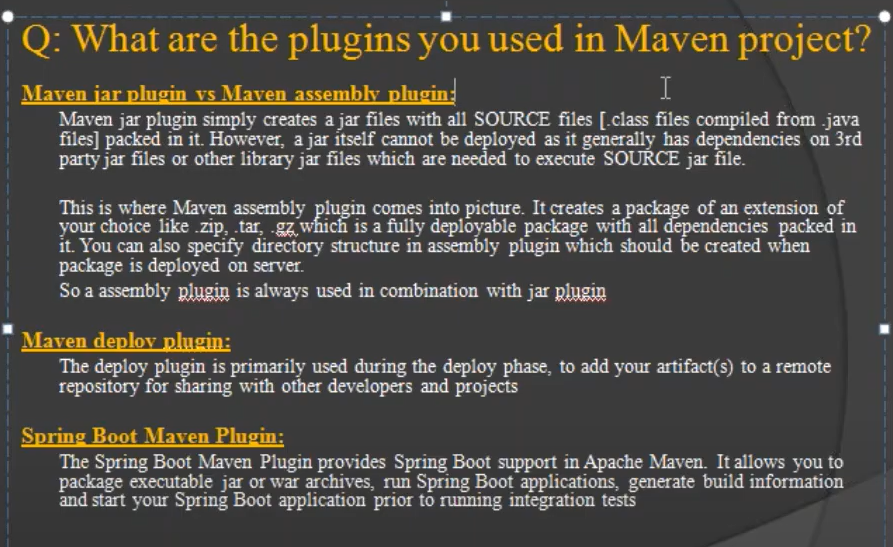 Q: What are the plugins you used in Maven project?
Maven jar plugin vs Maven assembly plugin:
Maven jar plugin simply creates a jar files with all SOURCE files [.class files compiled from .java
files] packed in it. However, a jar itself cannot be deployed as it generally has dependencies on 3rd
party jar files or other library jar files which are needed to execute SOURCE jar file.
This is where Maven assembly plugin comes into picture. It creates a package of an extension of
your choice like .zip, .tar, .gz which is a fully deployable package with all dependencies packed in
it. You can also specify directory structure in assembly plugin which should be created when
package is deployed on server.
So a assembly plugin is always used in combination with jar plugin
Maven deploy plugin:
The deploy plugin is primarily used during the deploy phase, to add your artifact(s) to a remote
repository for sharing with other developers and projects
Spring Boot Maven Plugin:
The Spring Boot Maven Plugin provides Spring Boot support in Apache Maven. It allows you to
package executable jar or war archives, run Spring Boot applications, generate build information
and start your Spring Boot application prior to running integration tests